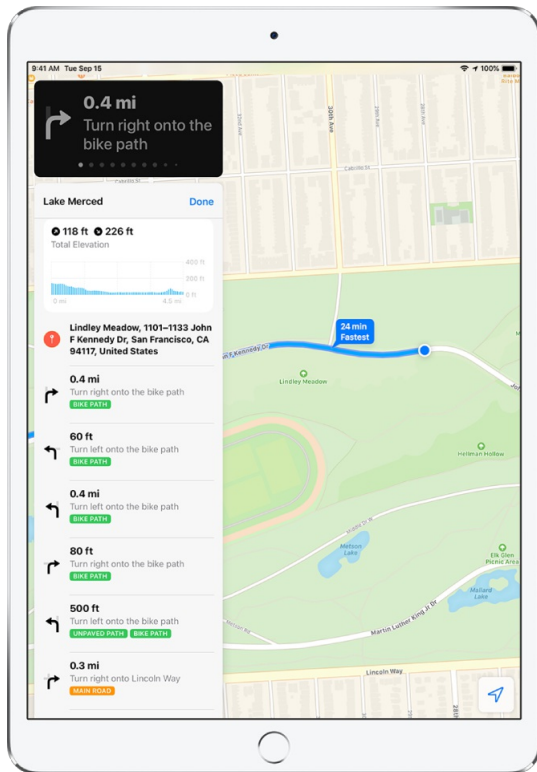 9:41 AM Tue Sep 15
100%
0.4 mi
Turn right onto the
bike path
Lake Merced
Done
118 ft 226 ft
Total Elevation
400 ft
200 ft
0 ft
0 mi
4.5 mi
Lindley Meadow, 1101–1133 John
F Kennedy Dr, San Francisco, CA
94117, United States
0.4 mi
Turn right onto the bike path
BIKE PATH
60 ft
Turn left onto the bike path
BIKE PATH
0.4 mi
Turn left onto the bike path
BIKE PATH
80 ft
Turn right onto the bike path
BIKE PATH
500 ft
Turn left onto the bike path
UNPAVED PATH BIKE PATH
0.3 mi
Turn right onto Lincoln Way
MAIN ROAD
30th Ave
Cabrillo St
24 min
Fastest
n F Kennedy Dr
Lindley Meadow
Hellman Hollow
Metson
Lake
Elk Glen
Picnic Area
Mallard
Lake
Martin Luther King Jr Dr
Lincoln Way